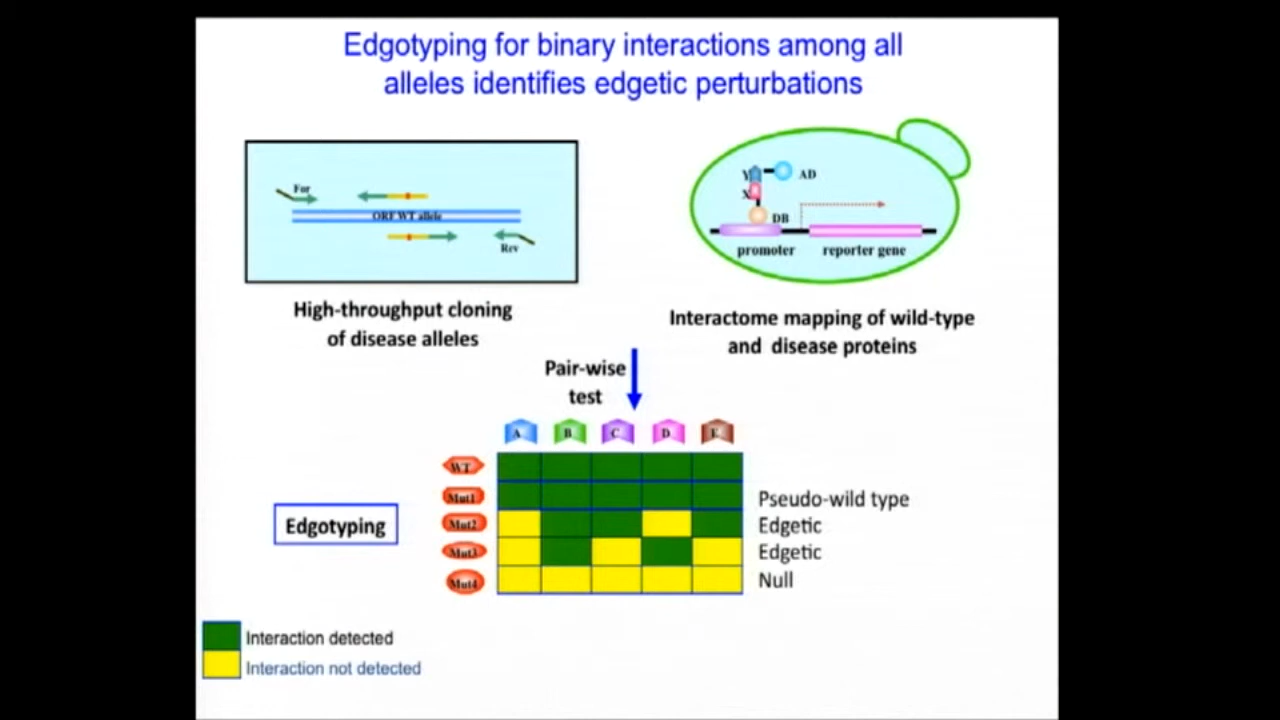 Edgotyping for binary interactions among all
alleles identifies edgetic perturbations
For
ORF WT allele
Rev
High-throughput cloning
of disease alleles
Y
AD
X
DB
promoter
reporter gene
Interactome mapping of wild-type
and disease proteins
Pair-wise
test
A
B
C
D
E
WT
Mut1
Pseudo-wild type
Mut2
Edgetic
Mut3
Edgetic
Mut4
Null
Edgotyping
Interaction detected
Interaction not detected